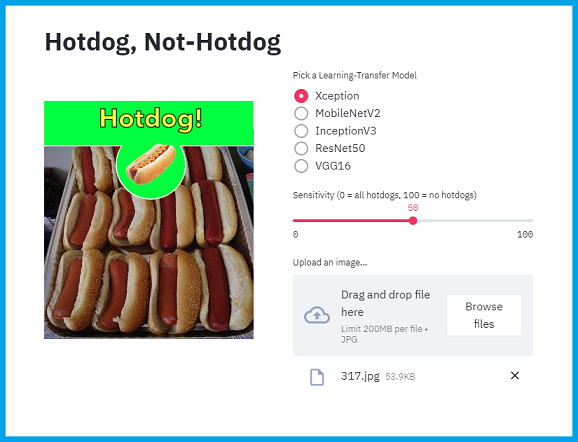 Hotdog, Not-Hotdog
Hotdog!
Pick a Learning-Transfer Model
Xception
MobileNetV2
InceptionV3
ResNet50
VGG16
Sensitivity (0 = all hotdogs, 100 = no hotdogs)
50
0
100
Upload an image...
Drag and drop file
here
Limit 200MB per file •
JPG
Browse
files
317.jpg 53.9KB